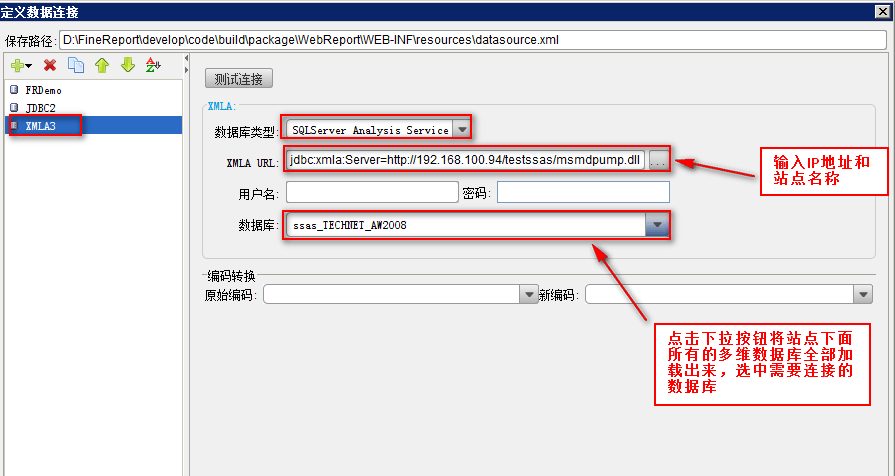 定义数据连接
保存路径: D:\FineReport\develop\code\build\package\WebReport\WEB-INF\resources\datasource.xml
FRDemo
JDBC2
XMLA3
测试连接
XMLA:
数据库类型: SQLServer Analysis Service
XMLA URL: jdbc:xmla:Server=http://192.168.100.94/testssas/msmdpump.dll ...
用户名: 密码:
数据库: ssas_TECHNET_AW2008
编码转换
原始编码: 新编码:
输入IP地址和
站点名称
点击下拉按钮将站点下面
所有的多维数据库全部加
载出来，选中需要连接的
数据库